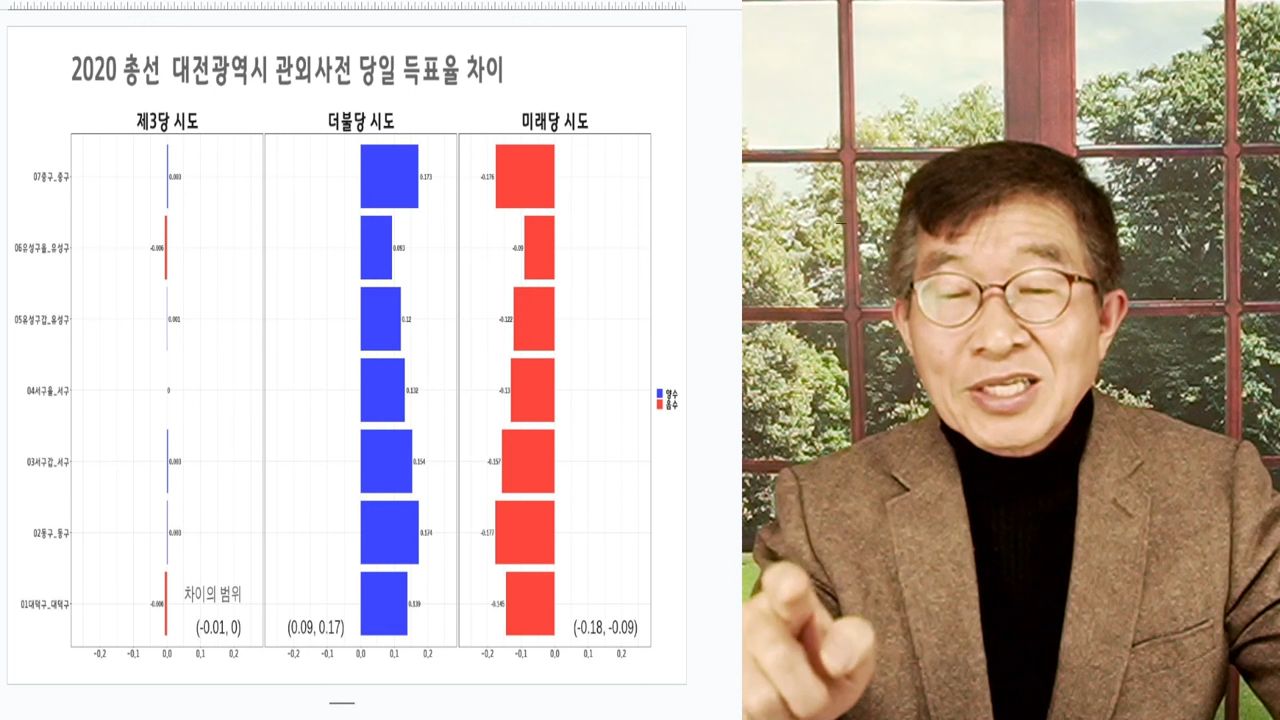 2020 총선 대전광역시 관외사전 당일 득표율 차이
제3당 시도 더불당 시도 미래당 시도
07중구_중구 0.003 0.173 -0.176
06유성구을_유성구 -0.006 0.093 -0.09
05유성구갑_유성구 0.001 0.12 -0.122
04서구을_서구 0 0.132 -0.13
양수
음수
03서구갑_서구 0.003 0.154 -0.157
02동구_동구 0.003 0.174 -0.177
차이의 범위
01대덕구_대덕구 -0.006 0.139 -0.145
(-0.01, 0) (0.09, 0.17) (-0.18, -0.09)
-0,2 -0,1 0,0 0,1 0,2 -0,2 -0,1 0,0 0,1 0,2 -0,2 -0,1 0,0 0,1 0,2